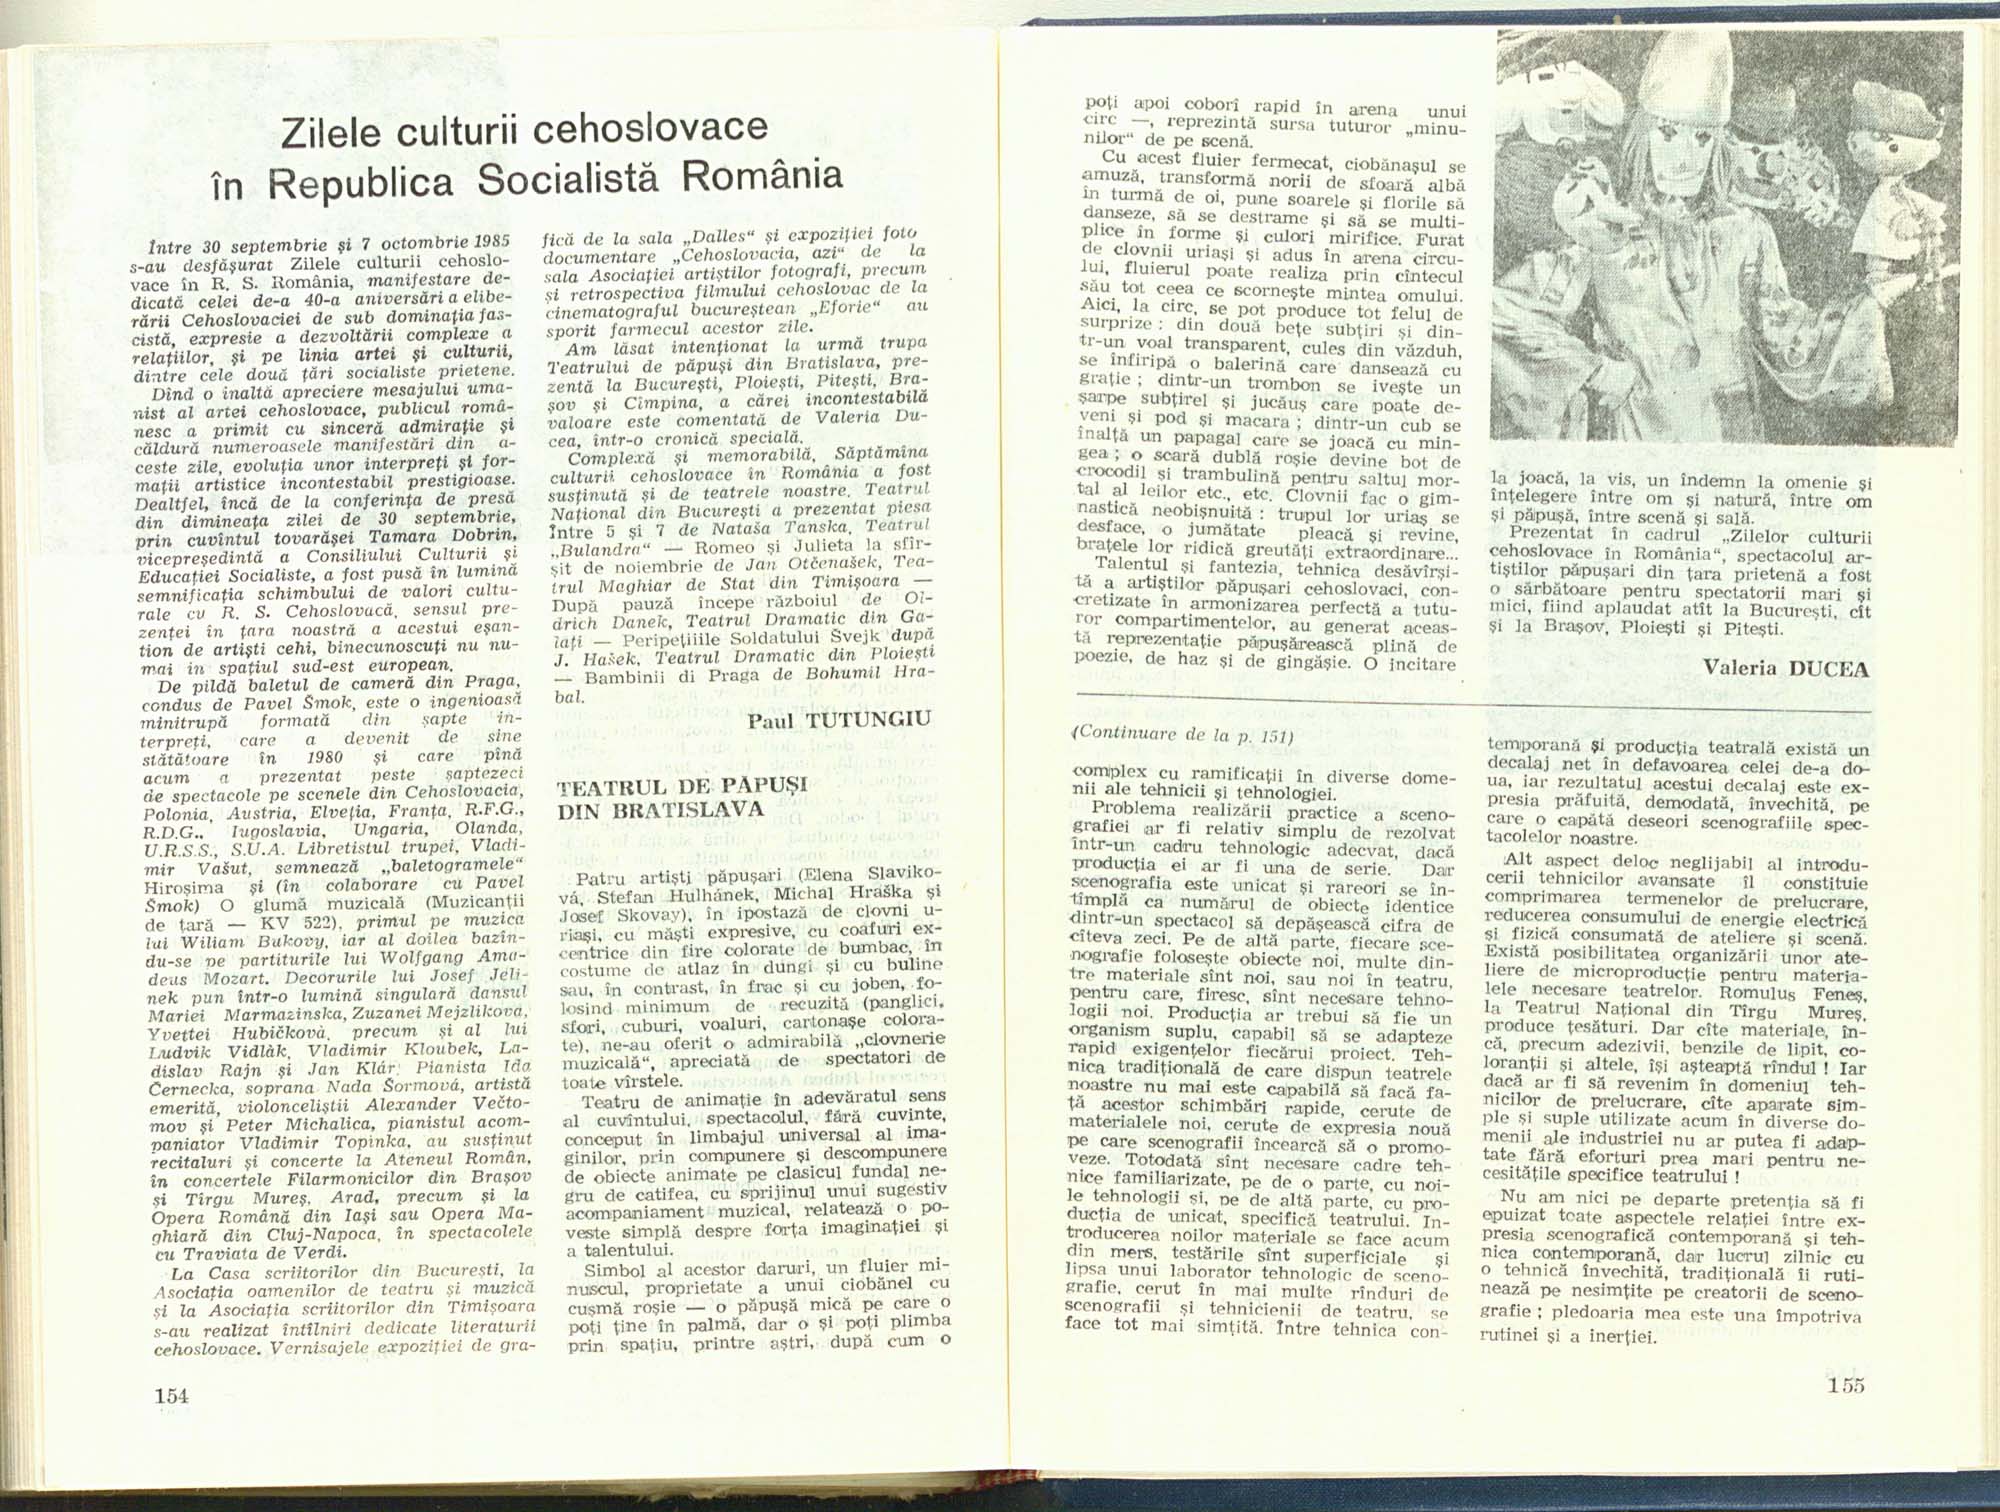 Zilele culturii cehoslovace
în Republica Socialistă România
Între 30 septembrie și 7 octombrie 1985
s-au desfășurat Zilele culturii cehoslo-
vace în R. S. România, manifestare de-
dicată celei de-a 40-a aniversări a elibe-
rării Cehoslovaciei de sub dominația fas-
cistă, expresie a dezvoltării complexe a
relațiilor, și pe linia artei și culturii,
dintre cele două țări socialiste prietene.
Dînd o înaltă apreciere mesajului uma-
nist al artei cehoslovace, publicul romă-
nesc a primit cu sinceră admirație și
căldură numeroasele manifestări din a-
ceste zile, evoluția unor interpreți și for-
mații artistice incontestabil prestigioase.
Dealtfel, încă de la conferința de presă
din dimineața zilei de 30 septembrie,
prin cuvîntul tovarășei Tamara Dobrin,
vicepreședintă a Consiliului Culturii și
Educației Socialiste, a fost pusă în lumină
semnificația schimbului de valori cultu-
rale cu R. S. Cehoslovacă, sensul pre-
zenței în țara noastră a acestui eșan-
tion de artiști cehi, binecunoscuți nu nu-
mai în spațiul sud-est european.
De pildă baletul de cameră din Praga,
condus de Pavel Šmok, este o ingenioasă
minitrupă formată din șapte in-
terpreți, care a devenit de sine
stătătoare în 1980 și care pînă
acum a prezentat peste șaptezeci
de spectacole pe scenele din Cehoslovacia,
Polonia, Austria, Elveția, Franța, R.F.G.,
R.D.G., Iugoslavia, Ungaria, Olanda,
U.R.S.S., S.U.A. Libretistul trupei, Vladi-
mir Vašut, semnează „baletogramele“
Hiroșima și (în colaborare cu Pavel
Šmok) O glumă muzicală (Muzicanții
de țară — KV 522), primul pe muzica
lui Wiliam Bukovy, iar al doilea bazîn-
du-se pe partiturile lui Wolfgang Ama-
deus Mozart. Decorurile lui Josef Jeli-
nek pun într-o lumină singulară dansul
Mariei Marmazinska, Zuzanei Mejzlikova,
Yvettei Hubičkovà, precum și al lui
Ludvik Vidlàk, Vladimir Kloubek, La-
dislav Rajn și Jan Klár. Pianista Ida
Černecka, soprana Nada Šormová, artistă
emerită, violonceliștii Alexander Večto-
mov și Peter Michalica, pianistul acom-
paniator Vladimir Topinka, au susținut
recitaluri și concerte la Ateneul Român,
în concertele Filarmonicilor din Brașov
și Tîrgu Mureș, Arad, precum și la
Opera Română din Iași sau Opera Ma-
ghiară din Cluj-Napoca, în spectacolele
cu Traviata de Verdi.
La Casa scriitorilor din București, la
Asociația oamenilor de teatru și muzică
și la Asociația scriitorilor din Timișoara
s-au realizat întîlniri dedicate literaturii
cehoslovace. Vernisajele expoziției de gra-
fică de la sala „Dalles“ și expoziției foto
documentare „Cehoslovacia, azi“ de la
sala Asociației artiștilor fotografi, precum
și retrospectiva filmului cehoslovac de la
cinematograful bucureștean „Eforie“ au
sporit farmecul acestor zile.
Am lăsat intenționat la urmă trupa
Teatrului de păpuși din Bratislava, pre-
zentă la București, Ploiești, Pitești, Bra-
șov și Cîmpina, a cărei incontestabilă
valoare este comentată de Valeria Du-
cea, într-o cronică specială.
Complexă și memorabilă, Săptămîna
culturii cehoslovace în România a fost
susținută și de teatrele noastre. Teatrul
Național din București a prezentat piesa
Între 5 și 7 de Nataša Tanska, Teatrul
„Bulandra“ — Romeo și Julieta la sfîr-
șit de noiembrie de Jan Otčenašek, Tea-
trul Maghiar de Stat din Timișoara —
După pauză începe războiul de Ol-
drich Danek, Teatrul Dramatic din Ga-
lați — Peripețiiile Soldatului Svejk după
J. Hašek, Teatrul Dramatic din Ploiești
— Bambinii di Praga de Bohumil Hra-
bal.
Paul TUTUNGIU
TEATRUL DE PĂPUȘI
DIN BRATISLAVA
Patru artiști păpușari (Elena Slaviko-
vá, Stefan Hulhánek, Michal Hraška și
Josef Skovay), în ipostază de clovni u-
riași, cu măști expresive, cu coafuri ex-
centrice din fire colorate de bumbac, în
costume de atlaz în dungi și cu buline
sau, în contrast, în frac și cu joben, fo-
losind minimum de recuzită (panglici,
sfori, cuburi, voaluri, cartonașe colora-
te), ne-au oferit o admirabilă „clovnerie
muzicală“, apreciată de spectatori de
toate vîrstele.
Teatru de animație în adevăratul sens
al cuvîntului, spectacolul, fără cuvinte,
conceput în limbajul universal al ima-
ginilor, prin compunere și descompunere
de obiecte animate pe clasicul fundal ne-
gru de catifea, cu sprijinul unui sugestiv
acompaniament muzical, relatează o po-
veste simplă despre forța imaginației și
a talentului.
Simbol al acestor daruri, un fluier mi-
nuscul, proprietate a unui ciobănel cu
cușmă roșie — o păpușă mică pe care o
poți ține în palmă, dar o și poți plimba
prin spațiu, printre aștri, după cum o
154
poți apoi coborî rapid în arena unui
circ —, reprezintă sursa tuturor „minu-
nilor“ de pe scenă.
Cu acest fluier fermecat, ciobănașul se
amuză, transformă norii de sfoară albă
în turmă de oi, pune soarele și florile să
danseze, să se destrame și să se multi-
plice în forme și culori mirifice. Furat
de clovnii uriași și adus în arena circu-
lui, fluierul poate realiza prin cîntecul
său tot ceea ce scornește mintea omului.
Aici, la circ, se pot produce tot felul de
surprize : din două bețe subțiri și din-
tr-un voal transparent, cules din văzduh,
se înfiripă o balerină care dansează cu
grație ; dintr-un trombon se ivește un
șarpe subțirel și jucăuș care poate de-
veni și pod și macara ; dintr-un cub se
înalță un papagal care se joacă cu min-
gea ; o scară dublă roșie devine bot de
crocodil și trambulină pentru saltul mor-
tal al leilor etc., etc. Clovnii fac o gim-
nastică neobișnuită : trupul lor uriaș se
desface, o jumătate pleacă și revine,
brațele lor ridică greutăți extraordinare...
Talentul și fantezia, tehnica desăvîrși-
tă a artiștilor păpușari cehoslovaci, con-
cretizate în armonizarea perfectă a tutu-
ror compartimentelor, au generat aceas-
tă reprezentație păpușărească plină de
poezie, de haz și de gingășie. O incitare
la joacă, la vis, un îndemn la omenie și
înțelegere între om și natură, între om
și păpușă, între scenă și sală.
Prezentat în cadrul „Zilelor culturii
cehoslovace în România“, spectacolul ar-
tiștilor păpușari din țara prietenă a fost
o sărbătoare pentru spectatorii mari și
mici, fiind aplaudat atît la București, cît
și la Brașov, Ploiești și Pitești.
Valeria DUCEA
(Continuare de la p. 151)
complex cu ramificații în diverse dome-
nii ale tehnicii și tehnologiei.
Problema realizării practice a sceno-
grafiei ar fi relativ simplu de rezolvat
într-un cadru tehnologic adecvat, dacă
producția ei ar fi una de serie. Dar
scenografia este unicat și rareori se în-
tîmplă ca numărul de obiecte identice
dintr-un spectacol să depășească cifra de
cîteva zeci. Pe de altă parte, fiecare sce-
nografie folosește obiecte noi, multe din-
tre materiale sînt noi, sau noi în teatru,
pentru care, firesc, sînt necesare tehno-
logii noi. Producția ar trebui să fie un
organism suplu, capabil să se adapteze
rapid exigențelor fiecărui proiect. Teh-
nica tradițională de care dispun teatrele
noastre nu mai este capabilă să facă fa-
ță acestor schimbări rapide, cerute de
materialele noi, cerute de expresia nouă
pe care scenografii încearcă să o promo-
veze. Totodată sînt necesare cadre teh-
nice familiarizate, pe de o parte, cu noi-
le tehnologii și, pe de altă parte, cu pro-
ducția de unicat, specifică teatrului. In-
troducerea noilor materiale se face acum
din mers, testările sînt superficiale și
lipsa unui laborator tehnologic de sceno-
grafie, cerut în mai multe rînduri de
scenografii și tehnicienii de teatru, se
face tot mai simțită. Între tehnica con-
temporană și producția teatrală există un
decalaj net în defavoarea celei de-a do-
ua, iar rezultatul acestui decalaj este ex-
presia prăfuită, demodată, învechită, pe
care o capătă deseori scenografiile spec-
tacolelor noastre.
Alt aspect deloc neglijabil al introdu-
cerii tehnicilor avansate îl constituie
comprimarea termenelor de prelucrare,
reducerea consumului de energie electrică
și fizică consumată de ateliere și scenă.
Există posibilitatea organizării unor ate-
liere de microproducție pentru materia-
lele necesare teatrelor. Romulus Feneș,
la Teatrul Național din Tîrgu Mureș,
produce țesături. Dar cîte materiale, în-
că, precum adezivii, benzile de lipit, co-
loranții și altele, își așteaptă rîndul ! Iar
dacă ar fi să revenim în domeniul teh-
nicilor de prelucrare, cîte aparate sim-
ple și suple utilizate acum în diverse do-
menii ale industriei nu ar putea fi adap-
tate fără eforturi prea mari pentru ne-
cesitățile specifice teatrului !
Nu am nici pe departe pretenția să fi
epuizat toate aspectele relației între ex-
presia scenografică contemporană și teh-
nica contemporană, dar lucrul zilnic cu
o tehnică învechită, tradițională îi ruti-
nează pe nesimțite pe creatorii de sceno-
grafie ; pledoaria mea este una împotriva
rutinei și a inerției.
155